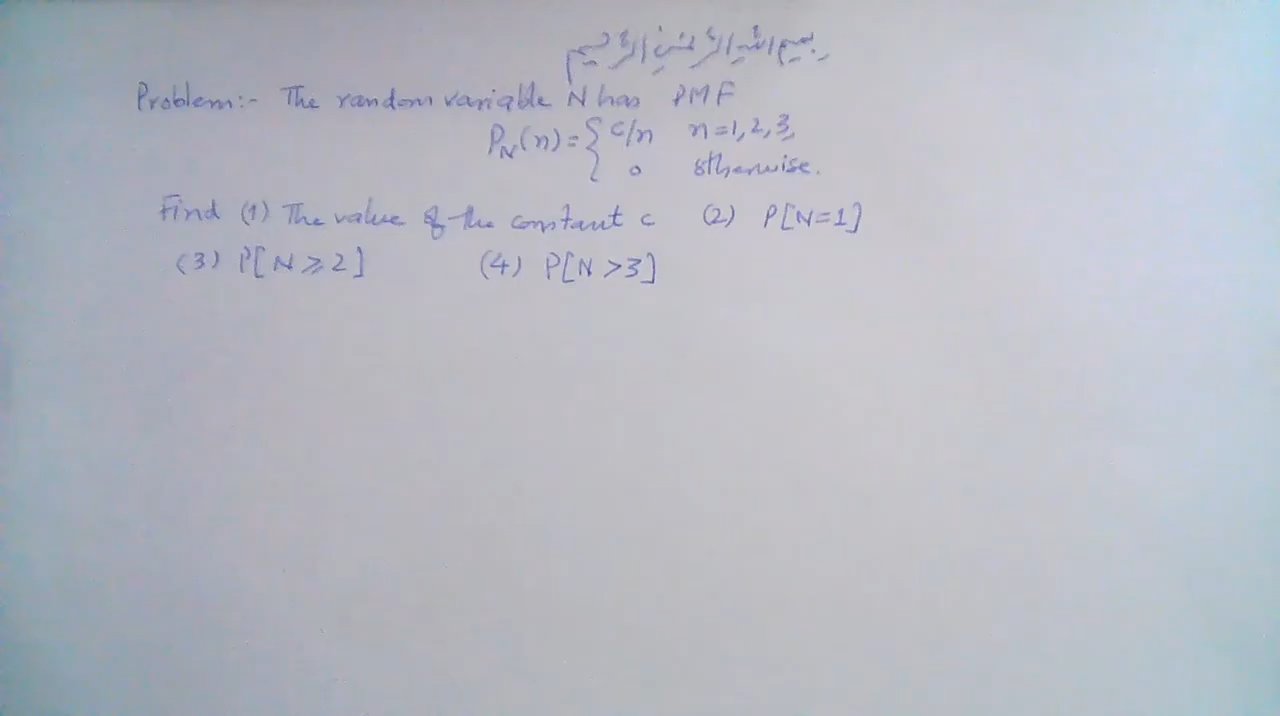 بسم الله الرحمن الرحيم
Problem:- The random variable N has PMF
P_N(n) = { c/n n=1,2,3,
0 otherwise.
Find (1) The value of the constant c (2) P[N=1]
(3) P[N ≥ 2] (4) P[N > 3]